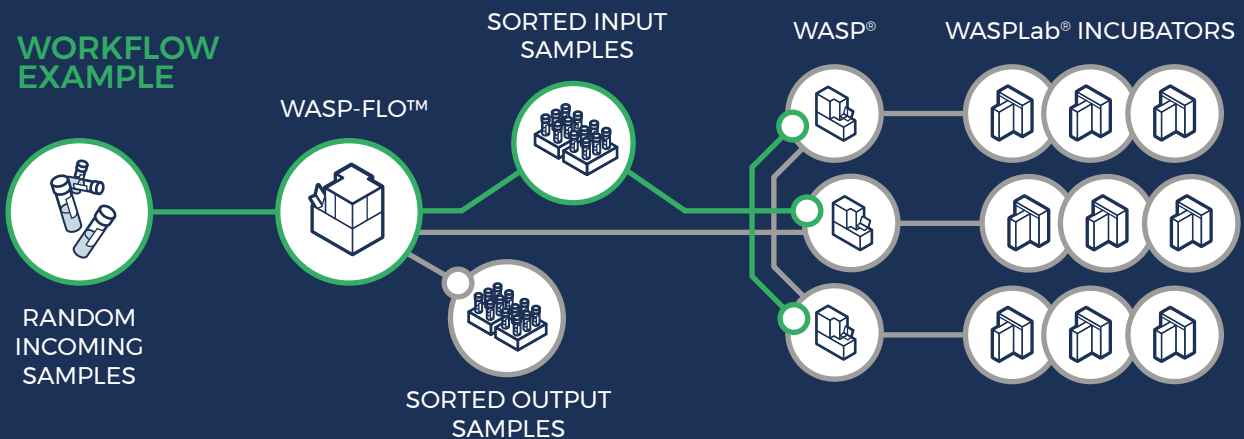 WORKFLOW
EXAMPLE
RANDOM
INCOMING
SAMPLES
WASP-FLO™
SORTED INPUT
SAMPLES
SORTED OUTPUT
SAMPLES
WASP®
WASPLab® INCUBATORS